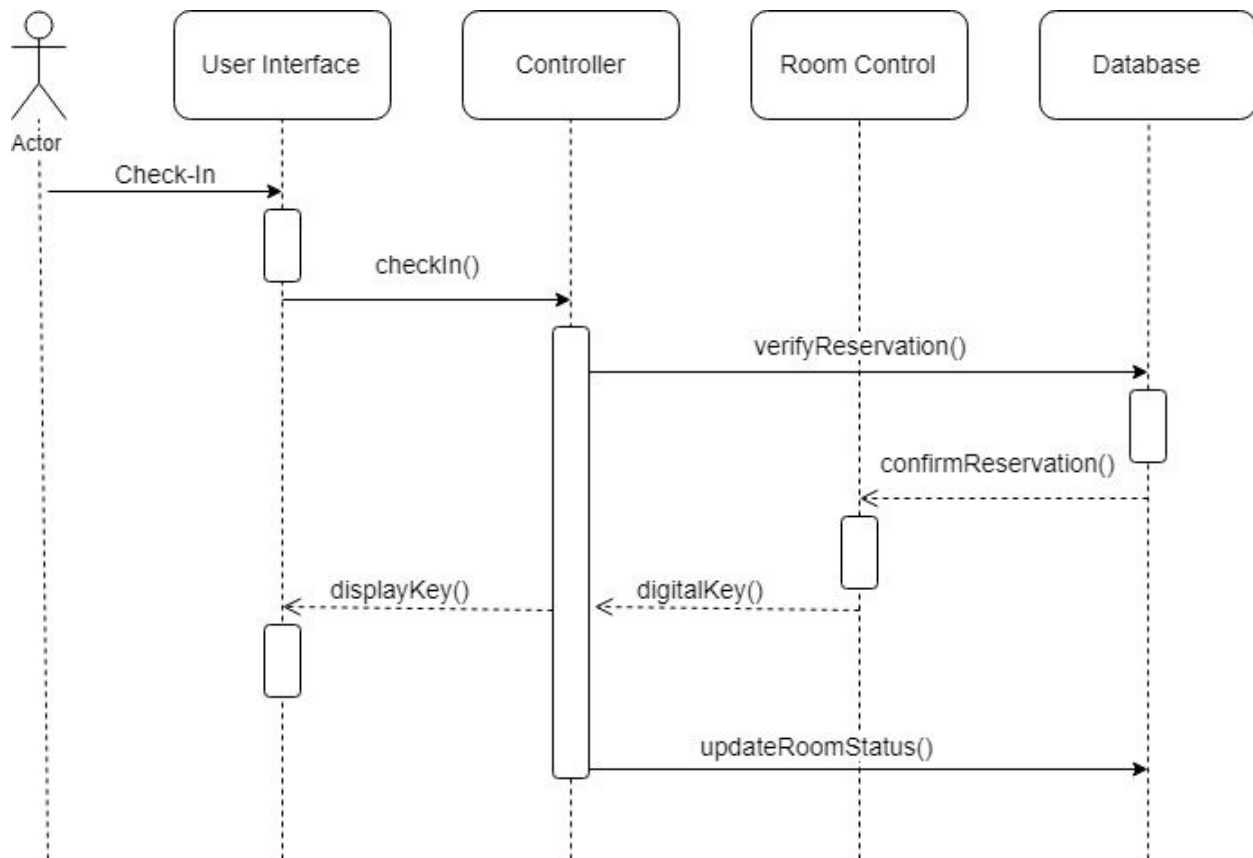 User Interface
Controller
Room Control
Database
Actor
Check-In
checkIn()
verifyReservation()
confirmReservation()
displayKey()
digitalKey()
updateRoomStatus()